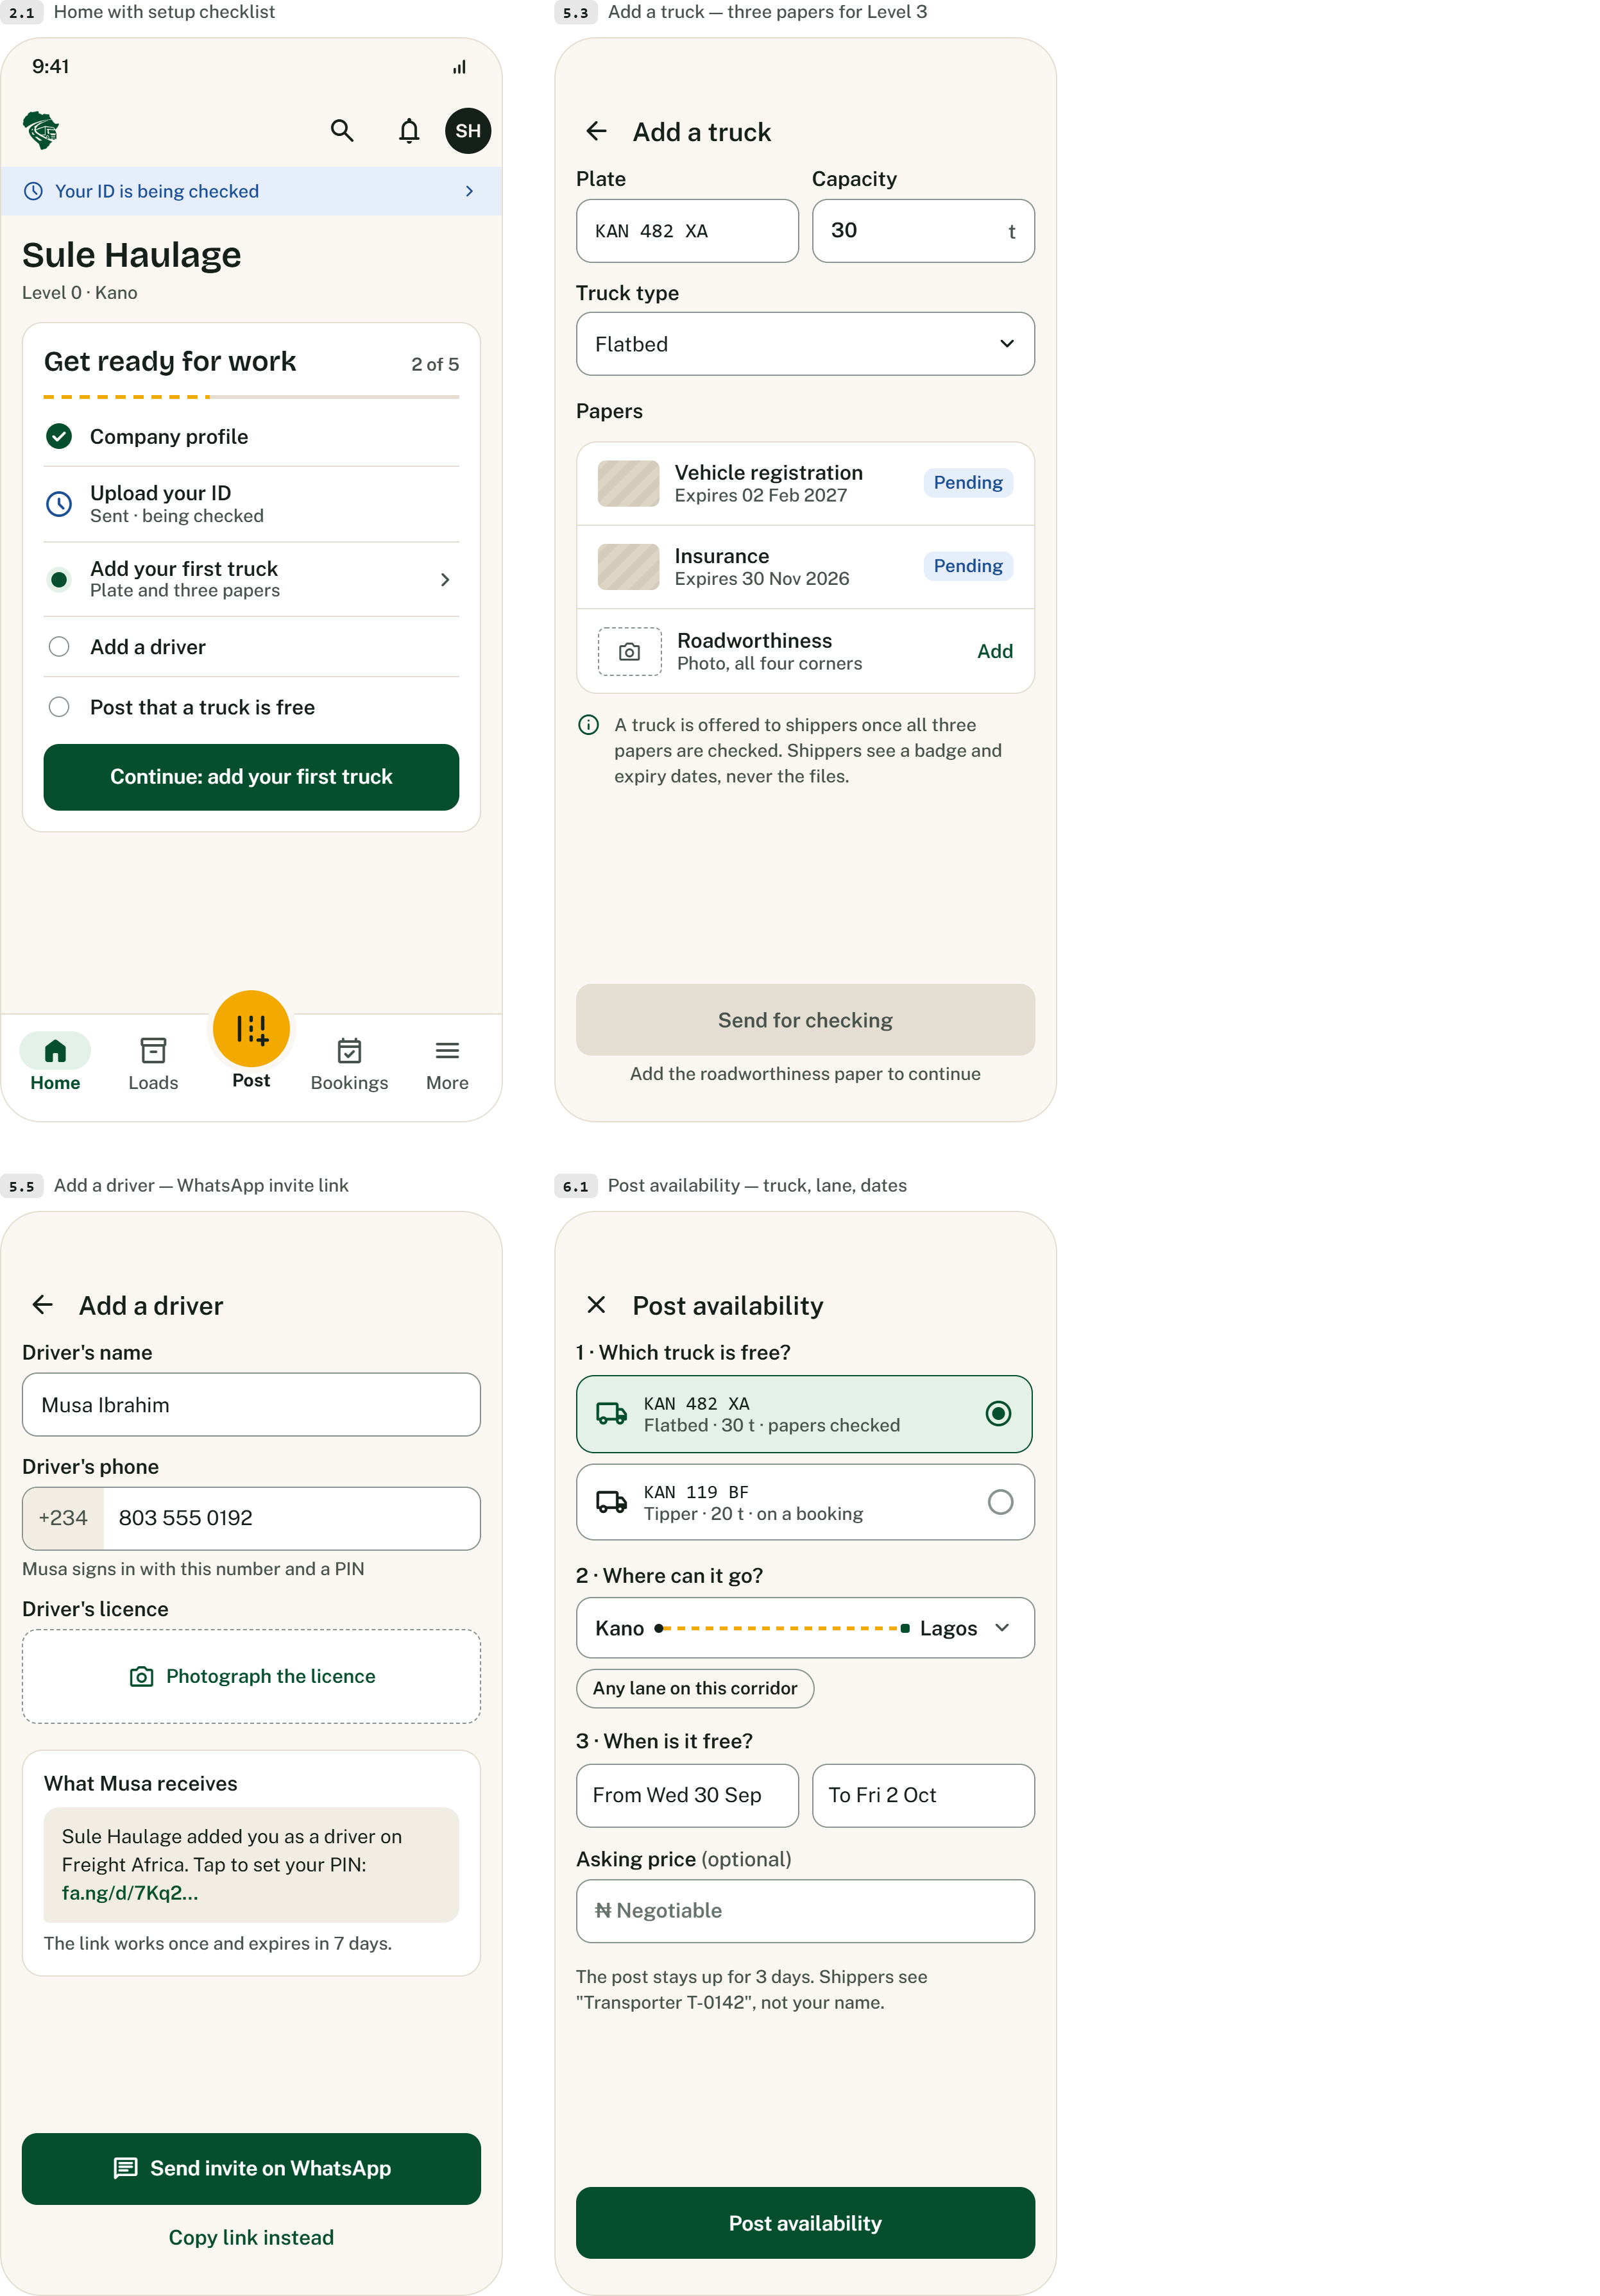 2.1 Home with setup checklist
9:41
SH
Your ID is being checked
Sule Haulage
Level 0 · Kano
Get ready for work 2 of 5
Company profile
Upload your ID
Sent · being checked
Add your first truck
Plate and three papers
Add a driver
Post that a truck is free
Continue: add your first truck
Home Loads Post Bookings More
5.3 Add a truck — three papers for Level 3
Add a truck
Plate Capacity
KAN 482 XA 30 t
Truck type
Flatbed
Papers
Vehicle registration
Expires 02 Feb 2027
Pending
Insurance
Expires 30 Nov 2026
Pending
Roadworthiness
Photo, all four corners
Add
A truck is offered to shippers once all three
papers are checked. Shippers see a badge and
expiry dates, never the files.
Send for checking
Add the roadworthiness paper to continue
5.5 Add a driver — WhatsApp invite link
Add a driver
Driver's name
Musa Ibrahim
Driver's phone
+234 803 555 0192
Musa signs in with this number and a PIN
Driver's licence
Photograph the licence
What Musa receives
Sule Haulage added you as a driver on
Freight Africa. Tap to set your PIN:
fa.ng/d/7Kq2...
The link works once and expires in 7 days.
Send invite on WhatsApp
Copy link instead
6.1 Post availability — truck, lane, dates
Post availability
1 · Which truck is free?
KAN 482 XA
Flatbed · 30 t · papers checked
KAN 119 BF
Tipper · 20 t · on a booking
2 · Where can it go?
Kano Lagos
Any lane on this corridor
3 · When is it free?
From Wed 30 Sep To Fri 2 Oct
Asking price (optional)
₦ Negotiable
The post stays up for 3 days. Shippers see
"Transporter T-0142", not your name.
Post availability